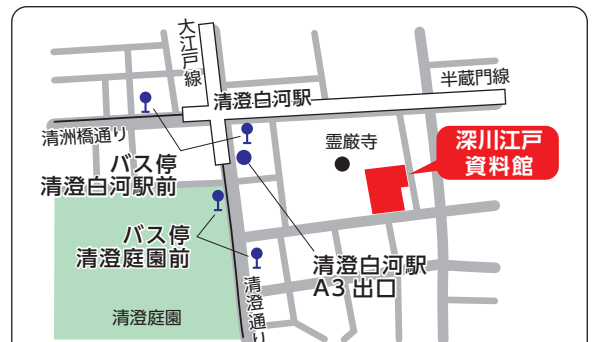 大江戸線
清澄白河駅
半蔵門線
清洲橋通り
霊厳寺
深川江戸
資料館
バス停
清澄白河駅前
バス停
清澄庭園前
清澄白河駅
A3 出口
清澄庭園
清澄通り